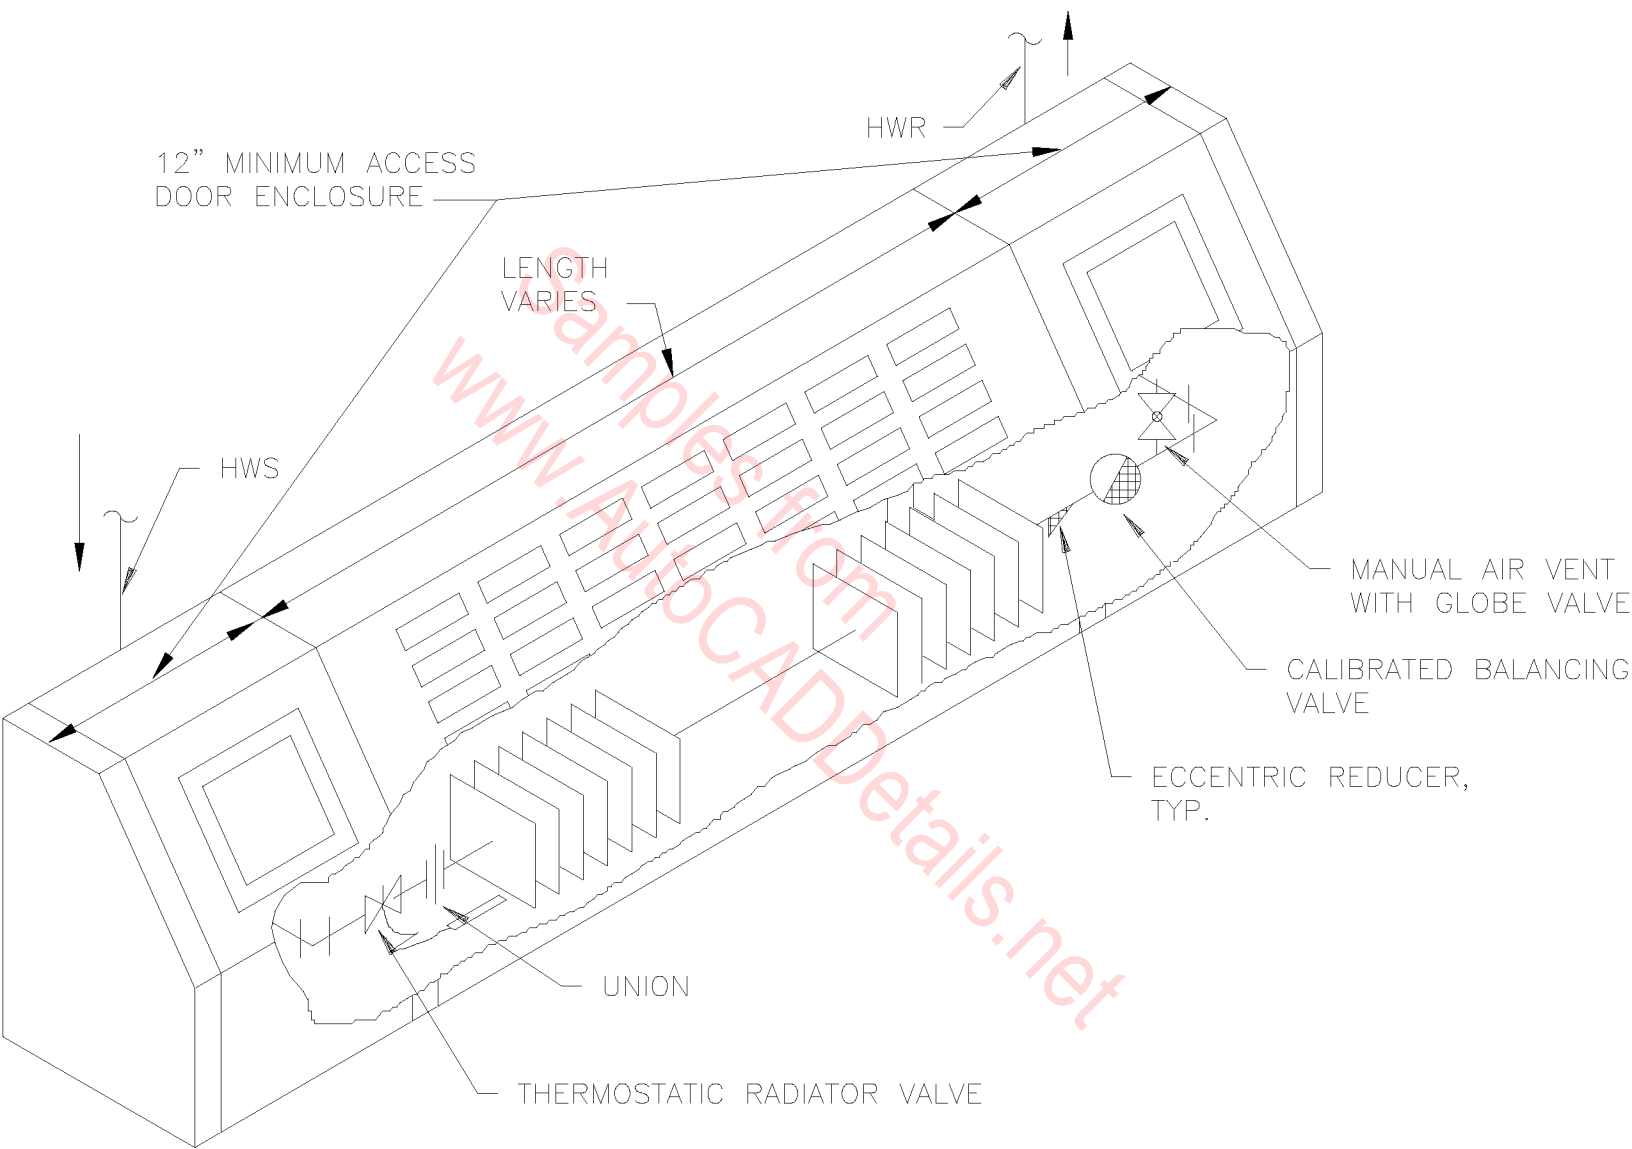 HWR
12” MINIMUM ACCESS
DOOR ENCLOSURE
LENGTH
VARIES
HWS
Samples from
www.AutoCADDetails.net
MANUAL AIR VENT
WITH GLOBE VALVE
CALIBRATED BALANCING
VALVE
ECCENTRIC REDUCER,
TYP.
UNION
THERMOSTATIC RADIATOR VALVE